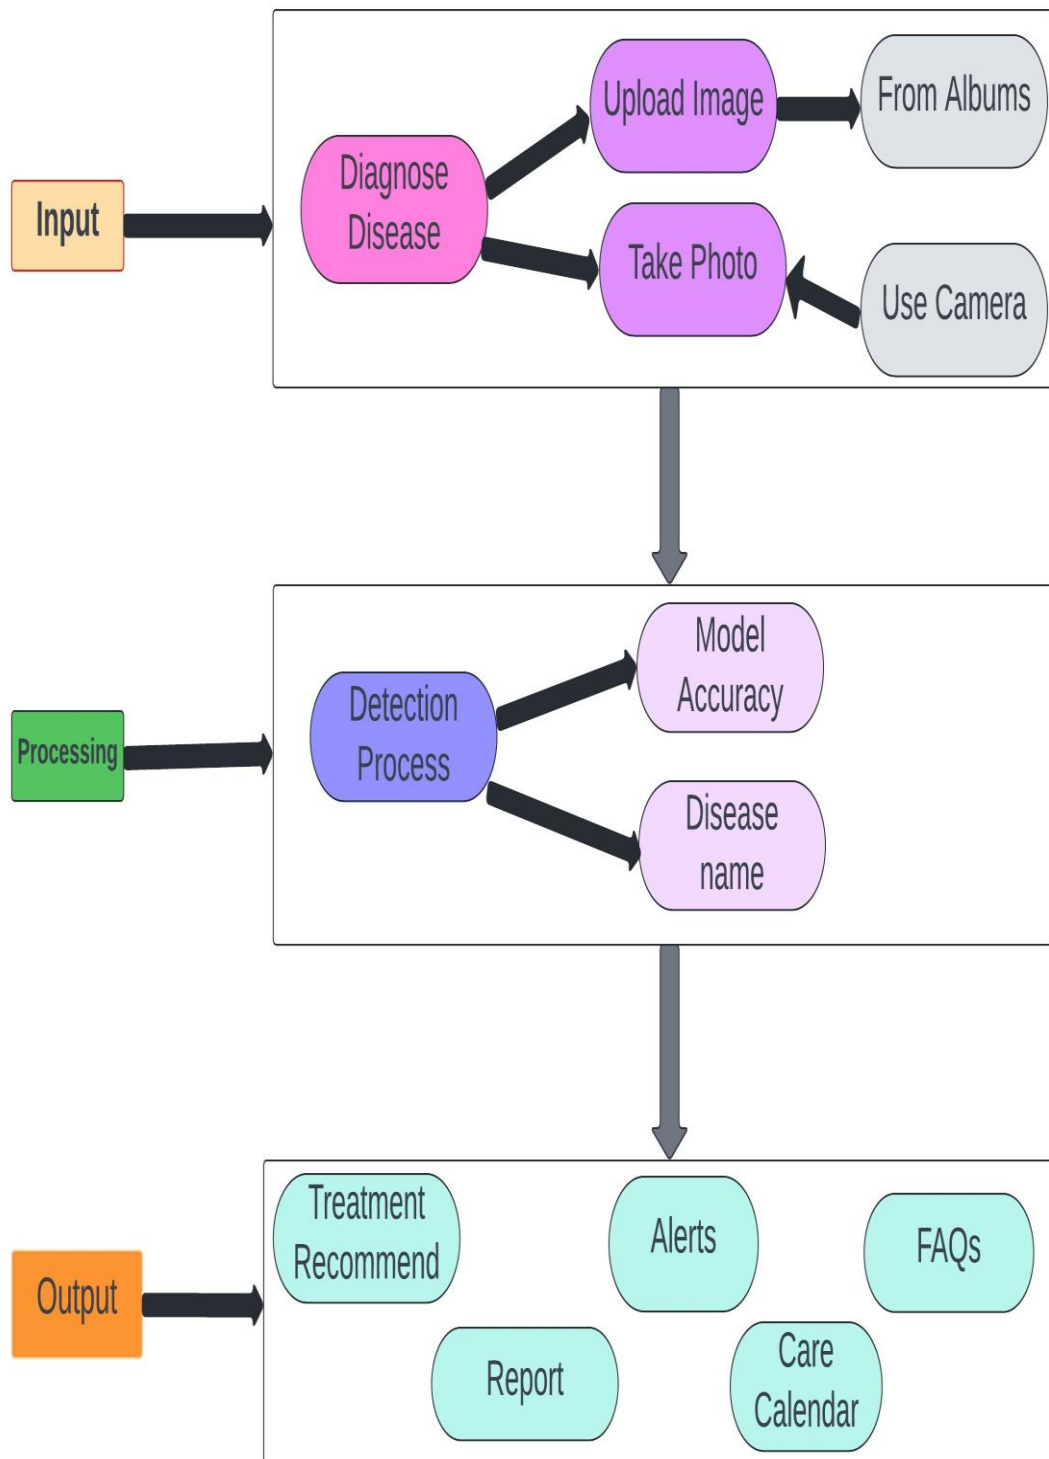 Input
Diagnose
Disease
Upload Image
From Albums
Take Photo
Use Camera
Processing
Detection
Process
Model
Accuracy
Disease
name
Output
Treatment
Recommend
Alerts
FAQs
Report
Care
Calendar